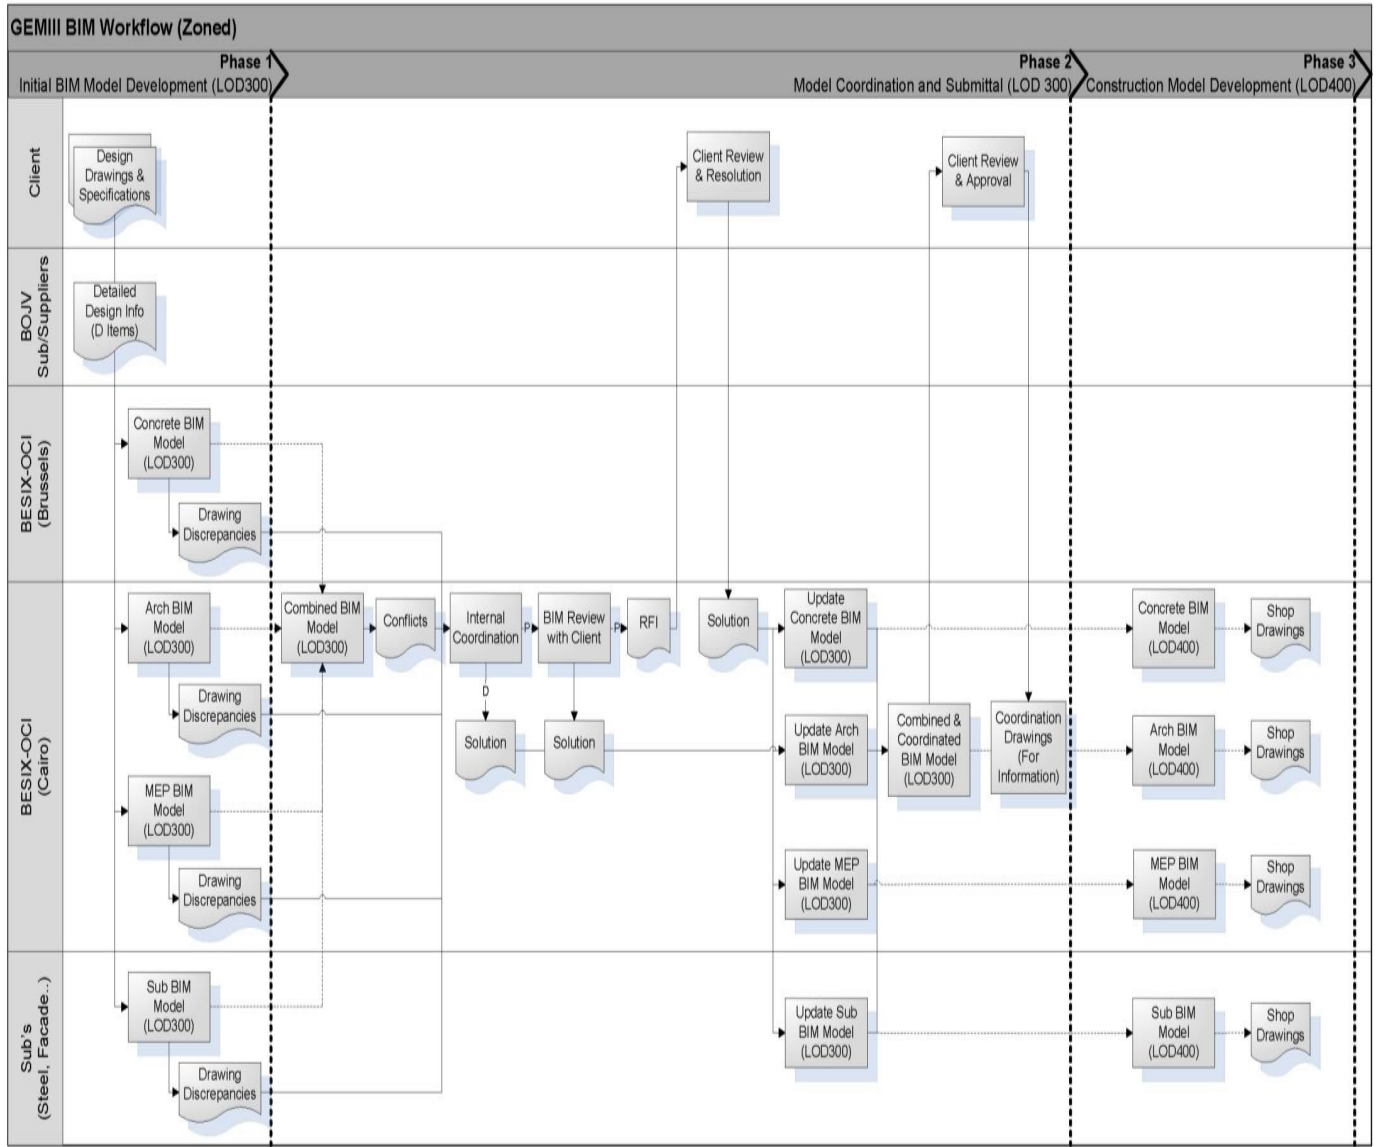 GEMIII BIM Workflow (Zoned)
Phase 1
Initial BIM Model Development (LOD300)
Phase 2
Model Coordination and Submittal (LOD 300)
Phase 3
Construction Model Development (LOD400)
Client
Design
Drawings &
Specifications
Client Review
& Resolution
Client Review
& Approval
BOJV
Sub/Suppliers
Detailed
Design Info
(D Items)
BESIX-OCI
(Brussels)
Concrete BIM
Model
(LOD300)
Drawing
Discrepancies
BESIX-OCI
(Cairo)
Arch BIM
Model
(LOD300)
Drawing
Discrepancies
MEP BIM
Model
(LOD300)
Drawing
Discrepancies
Combined BIM
Model
(LOD300)
Conflicts
Internal
Coordination
P
D
Solution
BIM Review
with Client
P
Solution
RFI
Solution
Update
Concrete BIM
Model
(LOD300)
Update Arch
BIM Model
(LOD300)
Update MEP
BIM Model
(LOD300)
Combined &
Coordinated
BIM Model
(LOD300)
Coordination
Drawings
(For
Information)
Concrete BIM
Model
(LOD400)
Shop
Drawings
Arch BIM
Model
(LOD400)
Shop
Drawings
MEP BIM
Model
(LOD400)
Shop
Drawings
Sub's
(Steel, Facade..)
Sub BIM
Model
(LOD300)
Drawing
Discrepancies
Update Sub
BIM Model
(LOD300)
Sub BIM
Model
(LOD400)
Shop
Drawings